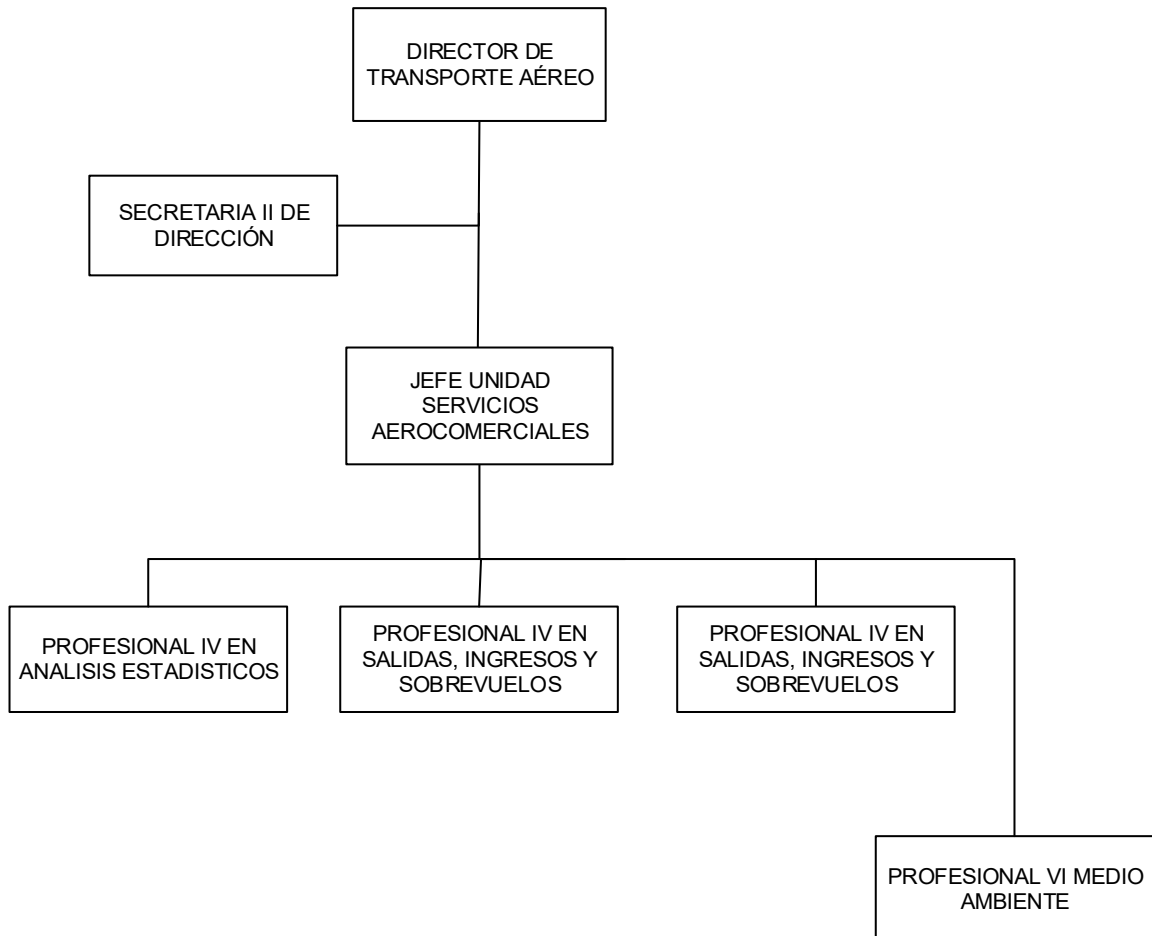 DIRECTOR DE
TRANSPORTE AÉREO
SECRETARIA II DE
DIRECCIÓN
JEFE UNIDAD
SERVICIOS
AEROCOMERCIALES
PROFESIONAL IV EN
ANALISIS ESTADISTICOS
PROFESIONAL IV EN
SALIDAS, INGRESOS Y
SOBREVUELOS
PROFESIONAL IV EN
SALIDAS, INGRESOS Y
SOBREVUELOS
PROFESIONAL VI MEDIO
AMBIENTE